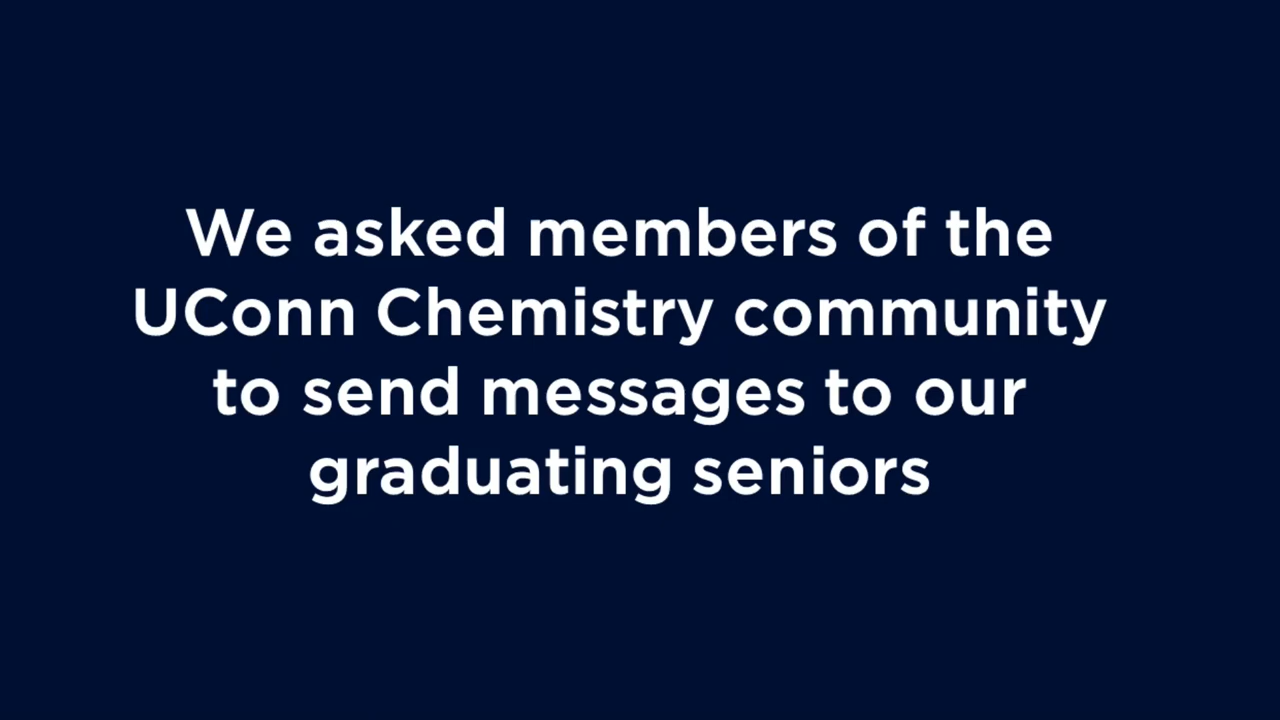 We asked members of the
UConn Chemistry community
to send messages to our
graduating seniors